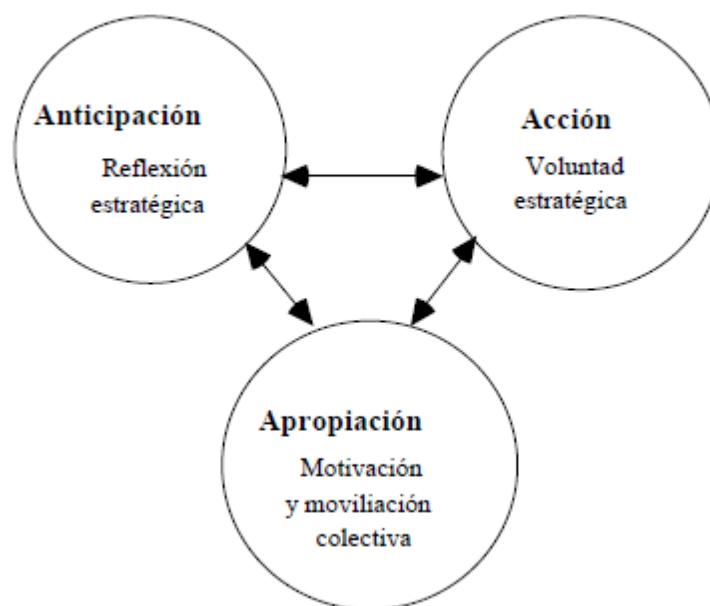 Anticipación
Reflexión
estratégica
Acción
Voluntad
estratégica
Apropiación
Motivación
y moviliación
colectiva